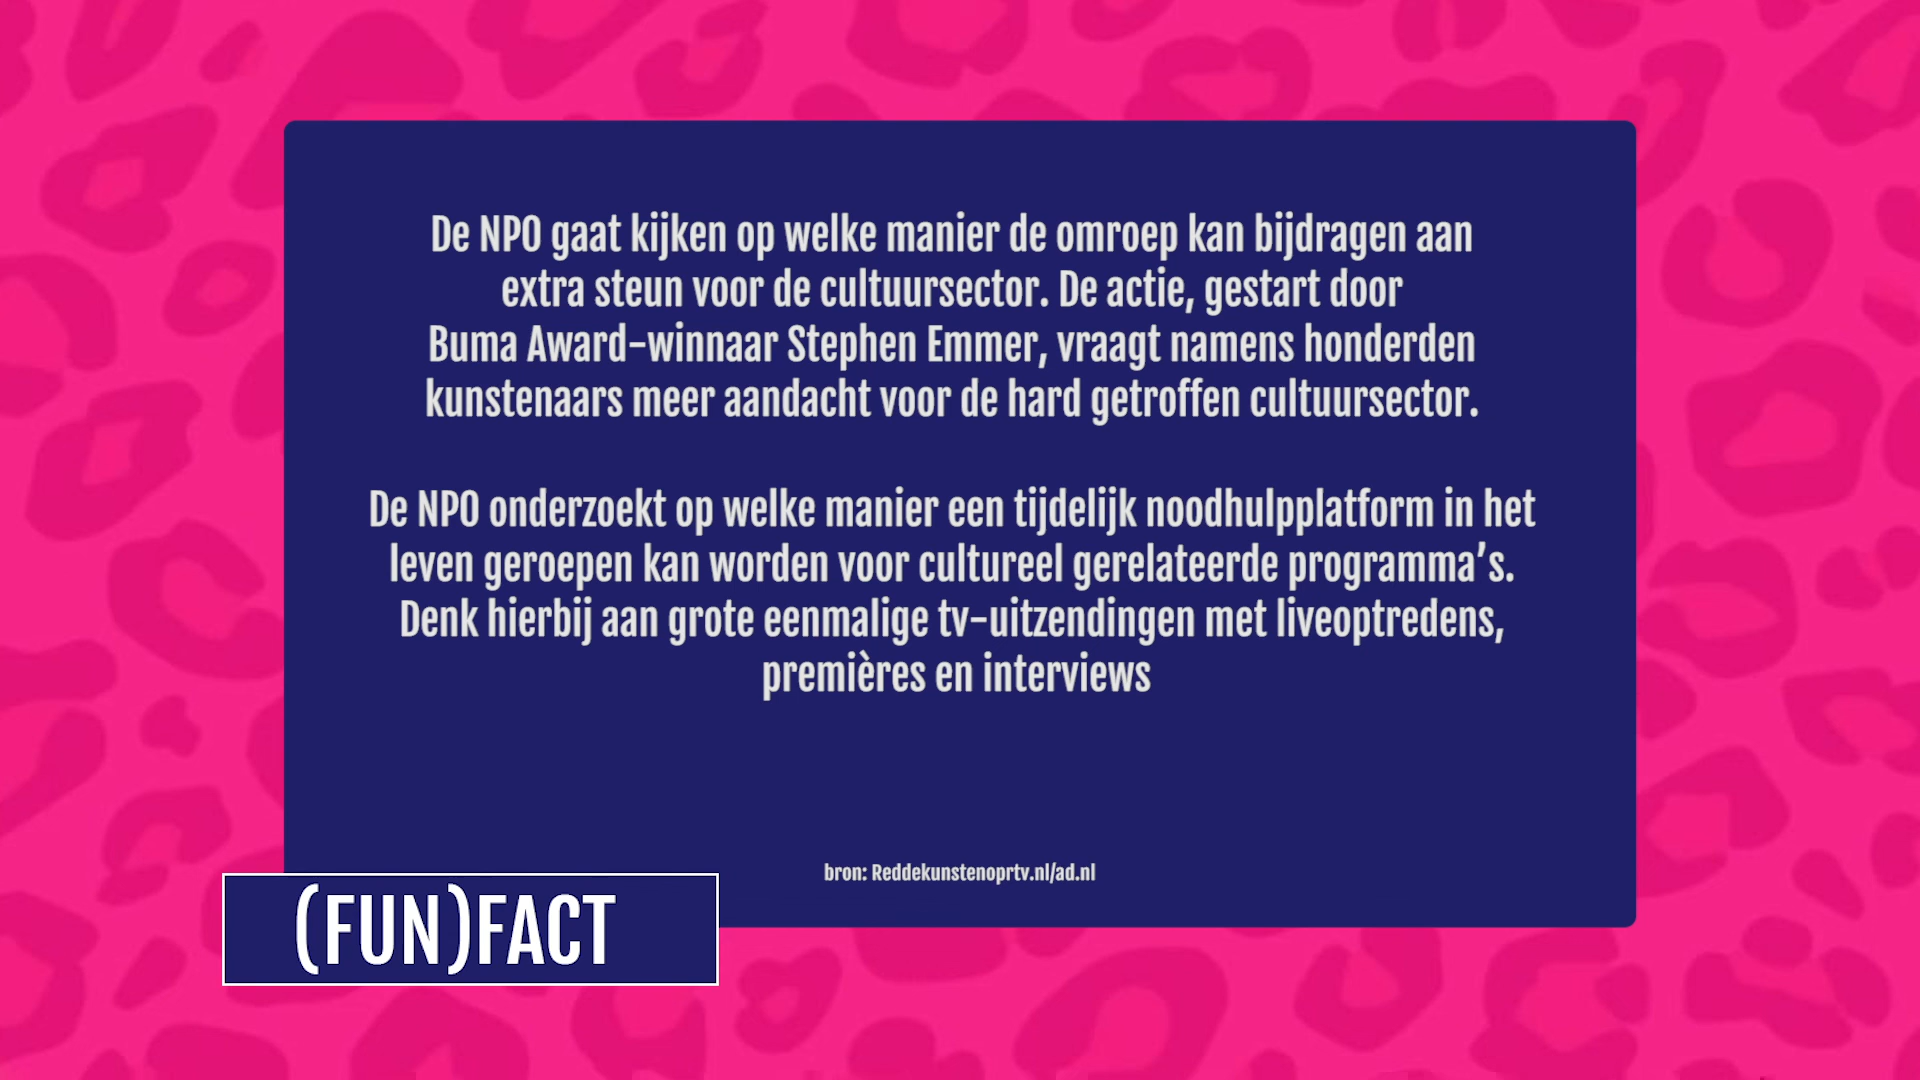 De NPO gaat kijken op welke manier de omroep kan bijdragen aan
extra steun voor de cultuursector. De actie, gestart door
Buma Award-winnaar Stephen Emmer, vraagt namens honderden
kunstenaars meer aandacht voor de hard getroffen cultuursector.
De NPO onderzoekt op welke manier een tijdelijk noodhulpplatform in het
leven geroepen kan worden voor cultureel gerelateerde programma's.
Denk hierbij aan grote eenmalige tv-uitzendingen met liveoptredens,
premières en interviews
bron: Reddekunstenoprtv.nl/ad.nl
(FUN)FACT